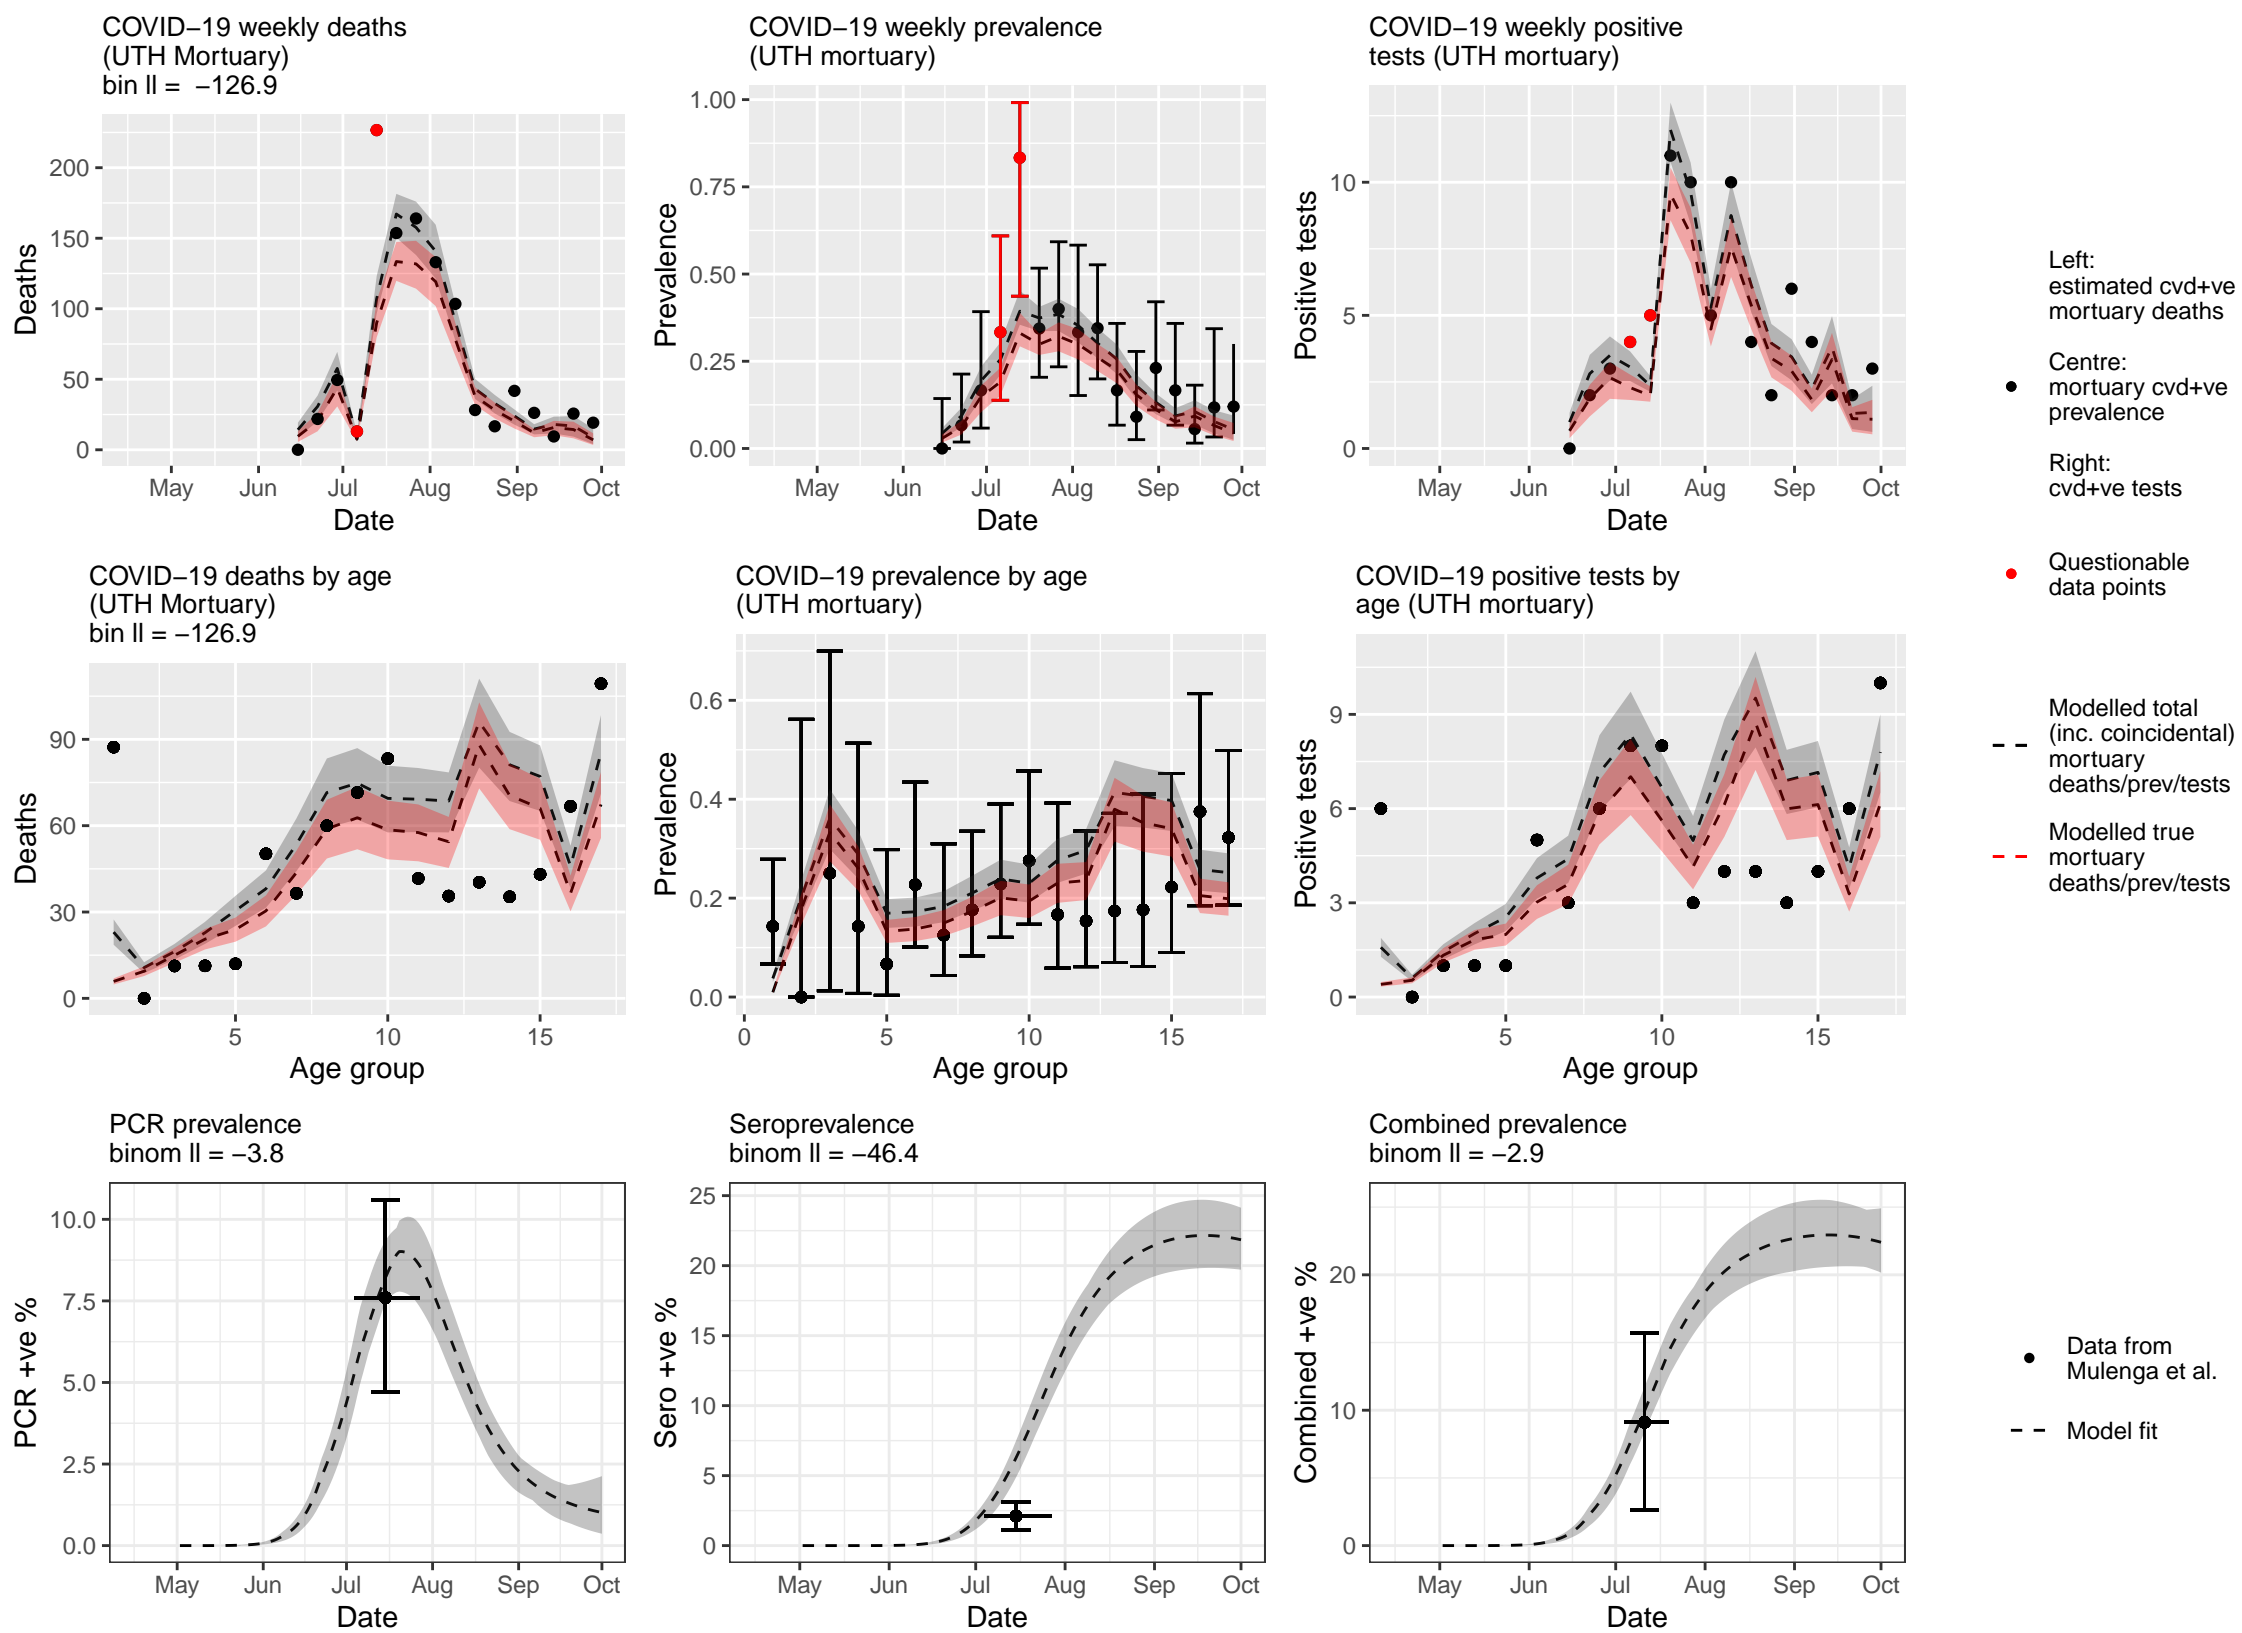 COVID−19 weekly deaths
(UTH Mortuary)
bin ll =  −126.9
200
150
100
50
0
Deaths
May
Jun
Jul
Aug
Sep
Oct
Date
COVID−19 weekly prevalence
(UTH mortuary)
1.00
0.75
0.50
0.25
0.00
Prevalence
May
Jun
Jul
Aug
Sep
Oct
Date
COVID−19 weekly positive
tests (UTH mortuary)
10
5
0
Positive tests
May
Jun
Jul
Aug
Sep
Oct
Date
Left:
estimated cvd+ve
mortuary deaths
Centre:
mortuary cvd+ve
prevalence
Right:
cvd+ve tests
Questionable
data points
Modelled total
(inc. coincidental)
mortuary
deaths/prev/tests
Modelled true
mortuary
deaths/prev/tests
COVID−19 deaths by age
(UTH Mortuary)
bin ll = −126.9
90
60
30
0
Deaths
5
10
15
Age group
COVID−19 prevalence by age
(UTH mortuary)
0.6
0.4
0.2
0.0
Prevalence
0
5
10
15
Age group
COVID−19 positive tests by
age (UTH mortuary)
9
6
3
0
Positive tests
5
10
15
Age group
PCR prevalence
binom ll = −3.8
10.0
7.5
5.0
2.5
0.0
PCR +ve %
May
Jun
Jul
Aug
Sep
Oct
Date
Seroprevalence
binom ll = −46.4
25
20
15
10
5
0
Sero +ve %
May
Jun
Jul
Aug
Sep
Oct
Date
Combined prevalence
binom ll = −2.9
20
10
0
Combined +ve %
May
Jun
Jul
Aug
Sep
Oct
Date
Data from
Mulenga et al.
Model fit